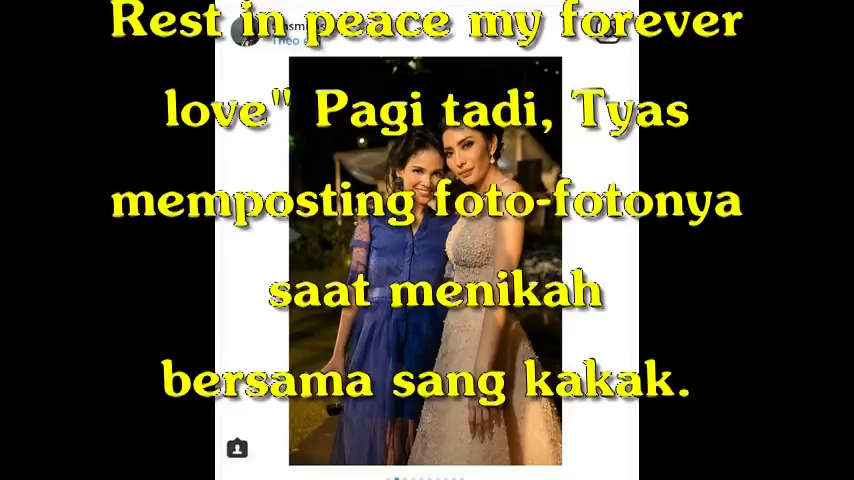 Rest in peace my forever
love" Pagi tadi, Tyas
memposting foto-fotonya
saat menikah
bersama sang kakak.